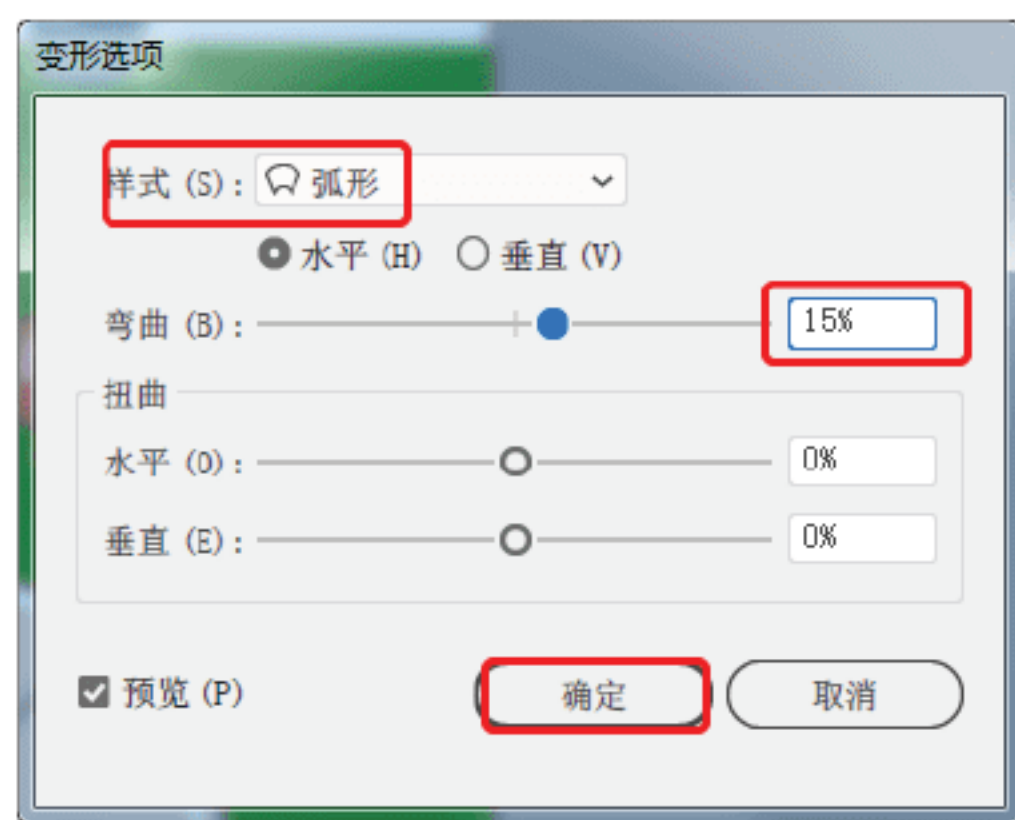 变形选项
样式 (S)： 弧形
水平 (H) 垂直 (V)
弯曲 (B)： 15%
扭曲
水平 (O)： 0%
垂直 (E)： 0%
预览 (P) 确定 取消